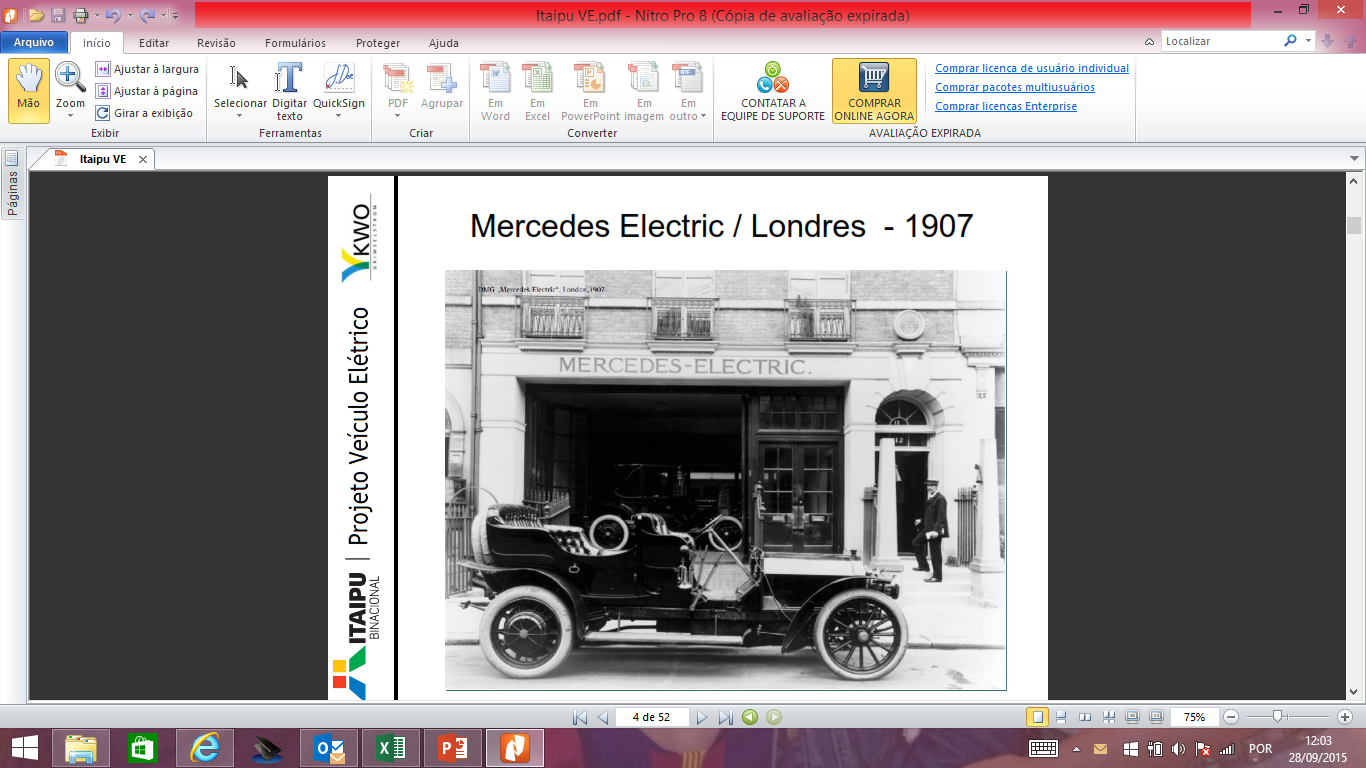 Itaipu VE.pdf - Nitro Pro 8 (Cópia de avaliação expirada)
Arquivo
Início
Editar
Revisão
Formulários
Proteger
Ajuda
Localizar
Mão
Zoom
Ajustar à largura
Ajustar à página
Girar a exibição
Exibir
Selecionar
Digitar
texto
QuickSign
Ferramentas
PDF
Agrupar
Criar
Em
Word
Em
Excel
Em
PowerPoint
Em
imagem
Em
outro
Converter
CONTATAR A
EQUIPE DE SUPORTE
COMPRAR
ONLINE AGORA
Comprar licenca de usuário individual
Comprar pacotes multiusuários
Comprar licencas Enterprise
AVALIAÇÃO EXPIRADA
Itaipu VE
Páginas
KWO
GRIMSELSTROM
Projeto Veículo Elétrico
ITAIPU
BINACIONAL
Mercedes Electric / Londres - 1907
DMG „Mercedes Electric“, London,1907
MERCEDES-ELECTRIC.
12
4 de 52
75%
POR
12:03
28/09/2015